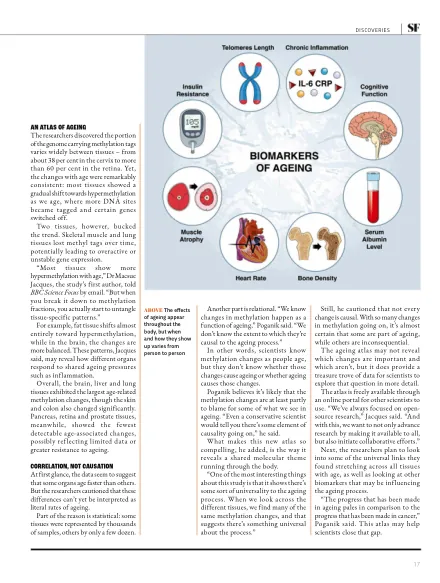 DISCOVERIES
SF
Telomeres Length
Chronic Inflammation
Insulin
Resistance
IL-6 CRP
Cognitive
Function
105
BIOMARKERS
OF AGEING
Muscle
Atrophy
Serum
Albumin
Level
Heart Rate
Bone Density
AN ATLAS OF AGEING
The researchers discovered the portion
of the genome carrying methylation tags
varies widely between tissues – from
about 38 per cent in the cervix to more
than 60 per cent in the retina. Yet,
the changes with age were remarkably
consistent: most tissues showed a
gradual shift towards hypermethylation
as we age, where more DNA sites
became tagged and certain genes
switched off.
Two tissues, however, bucked
the trend. Skeletal muscle and lung
tissues lost methyl tags over time,
potentially leading to overactive or
unstable gene expression.
“Most tissues show more
hypermethylation with age,” Dr Macsue
Jacques, the study's first author, told
BBC Science Focus by email. “But when
you break it down to methylation
fractions, you actually start to untangle
tissue-specific patterns.”
For example, fat tissue shifts almost
entirely toward hypermethylation,
while in the brain, the changes are
more balanced. These patterns, Jacques
said, may reveal how different organs
respond to shared ageing pressures
such as inflammation.
Overall, the brain, liver and lung
tissues exhibited the largest age-related
methylation changes, though the skin
and colon also changed significantly.
Pancreas, retina and prostate tissues,
meanwhile, showed the fewest
detectable age-associated changes,
possibly reflecting limited data or
greater resistance to ageing.
CORRELATION, NOT CAUSATION
At first glance, the data seem to suggest
that some organs age faster than others.
But the researchers cautioned that these
differences can't yet be interpreted as
literal rates of ageing.
Part of the reason is statistical: some
tissues were represented by thousands
of samples, others by only a few dozen.
ABOVE The effects
of ageing appear
throughout the
body, but when
and how they show
up varies from
person to person
Another part is relational. “We know
changes in methylation happen as a
function of ageing,” Poganik said. “We
don't know the extent to which they're
causal to the ageing process.”
In other words, scientists know
methylation changes as people age,
but they don't know whether those
changes cause ageing or whether ageing
causes those changes.
Poganik believes it's likely that the
methylation changes are at least partly
to blame for some of what we see in
ageing. “Even a conservative scientist
would tell you there's some element of
causality going on,” he said.
What makes this new atlas so
compelling, he added, is the way it
reveals a shared molecular theme
running through the body.
“One of the most interesting things
about this study is that it shows there's
some sort of universality to the ageing
process. When we look across the
different tissues, we find many of the
same methylation changes, and that
suggests there's something universal
about the process.”
Still, he cautioned that not every
change is causal. With so many changes
in methylation going on, it's almost
certain that some are part of ageing,
while others are inconsequential.
The ageing atlas may not reveal
which changes are important and
which aren't, but it does provide a
treasure trove of data for scientists to
explore that question in more detail.
The atlas is freely available through
an online portal for other scientists to
use. “We've always focused on open-
source research,” Jacques said. “And
with this, we want to not only advance
research by making it available to all,
but also initiate collaborative efforts.”
Next, the researchers plan to look
into some of the universal links they
found stretching across all tissues
with age, as well as looking at other
biomarkers that may be influencing
the ageing process.
“The progress that has been made
in ageing pales in comparison to the
progress that has been made in cancer,”
Poganik said. This atlas may help
scientists close that gap.
17